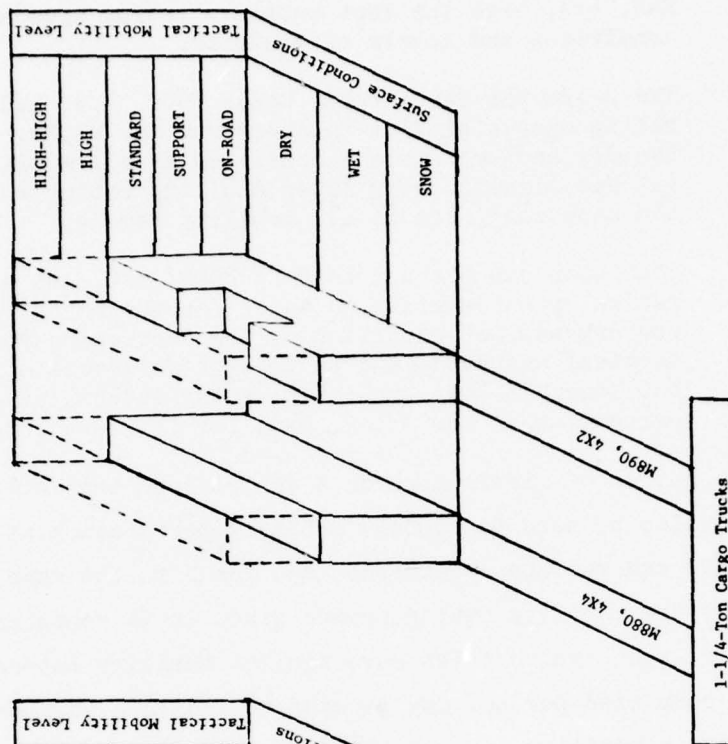 Tactical Mobility Level
Surface Conditions
HIGH-HIGH
HIGH
STANDARD
SUPPORT
ON-ROAD
DRY
WET
SNOW
M890, 4X2
M880, 4X4
1-1/4-Ton Cargo Trucks
Tactical Mobility Level